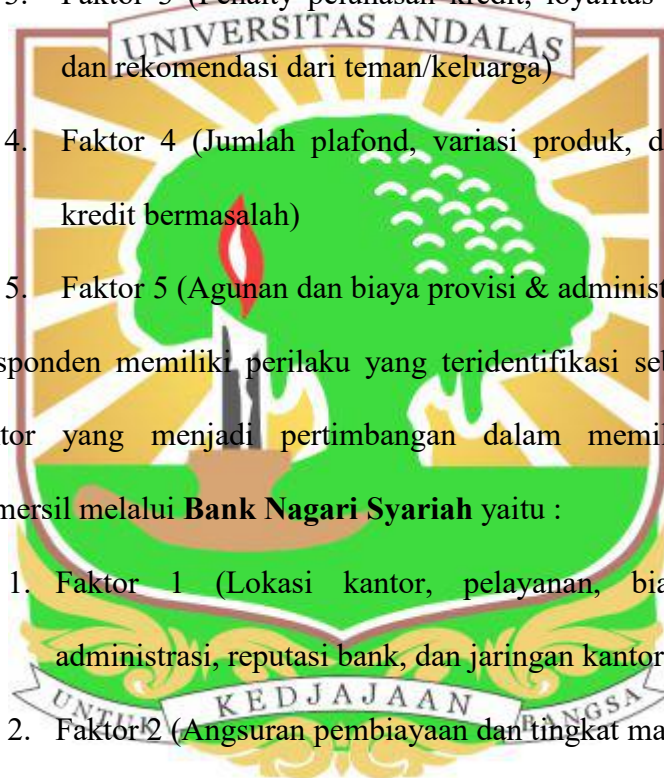 3. Faktor 3 (Penalty pelunasan kredit, loyalitas
UNIVERSITAS ANDALAS
dan rekomendasi dari teman/keluarga)
4. Faktor 4 (Jumlah plafond, variasi produk, d
kredit bermasalah)
5. Faktor 5 (Agunan dan biaya provisi & administ
sponden memiliki perilaku yang teridentifikasi seb
tor yang menjadi pertimbangan dalam memil
mersil melalui Bank Nagari Syariah yaitu :
1. Faktor 1 (Lokasi kantor, pelayanan, bia
administrasi, reputasi bank, dan jaringan kantor
UNTUK KEDJAJAAN BANGSA
2. Faktor 2 (Angsuran pembiayaan dan tingkat ma